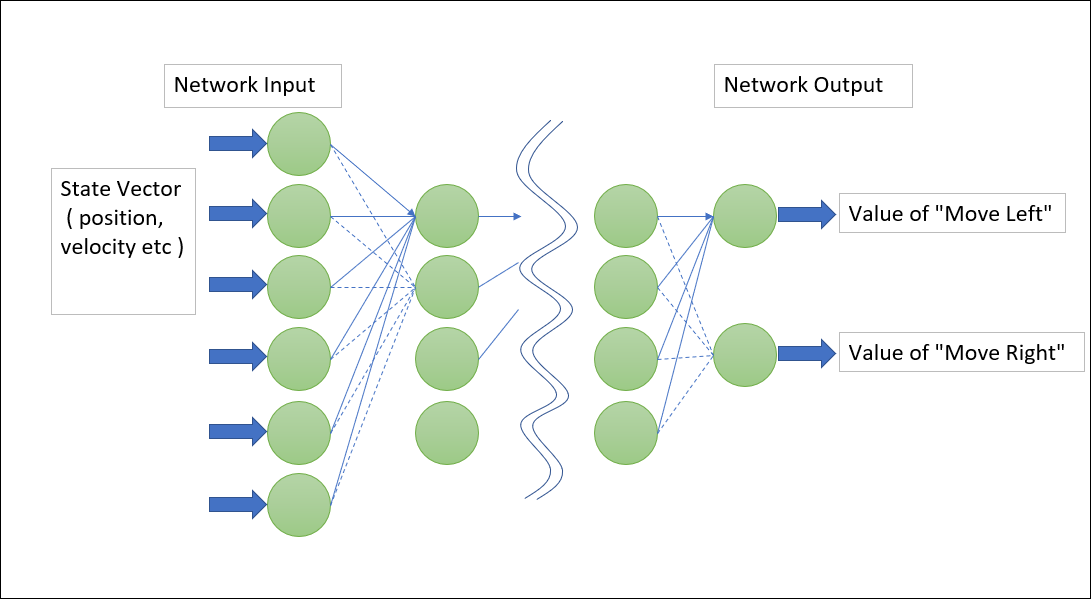 Network Input
Network Output
State Vector
( position,
velocity etc )
Value of "Move Left"
Value of "Move Right"